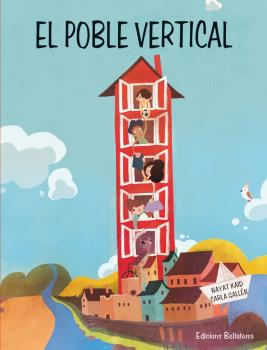 EL POBLE VERTICAL
NAYAT KAID
CARLA GALLÉN
Edicions Bellaterra